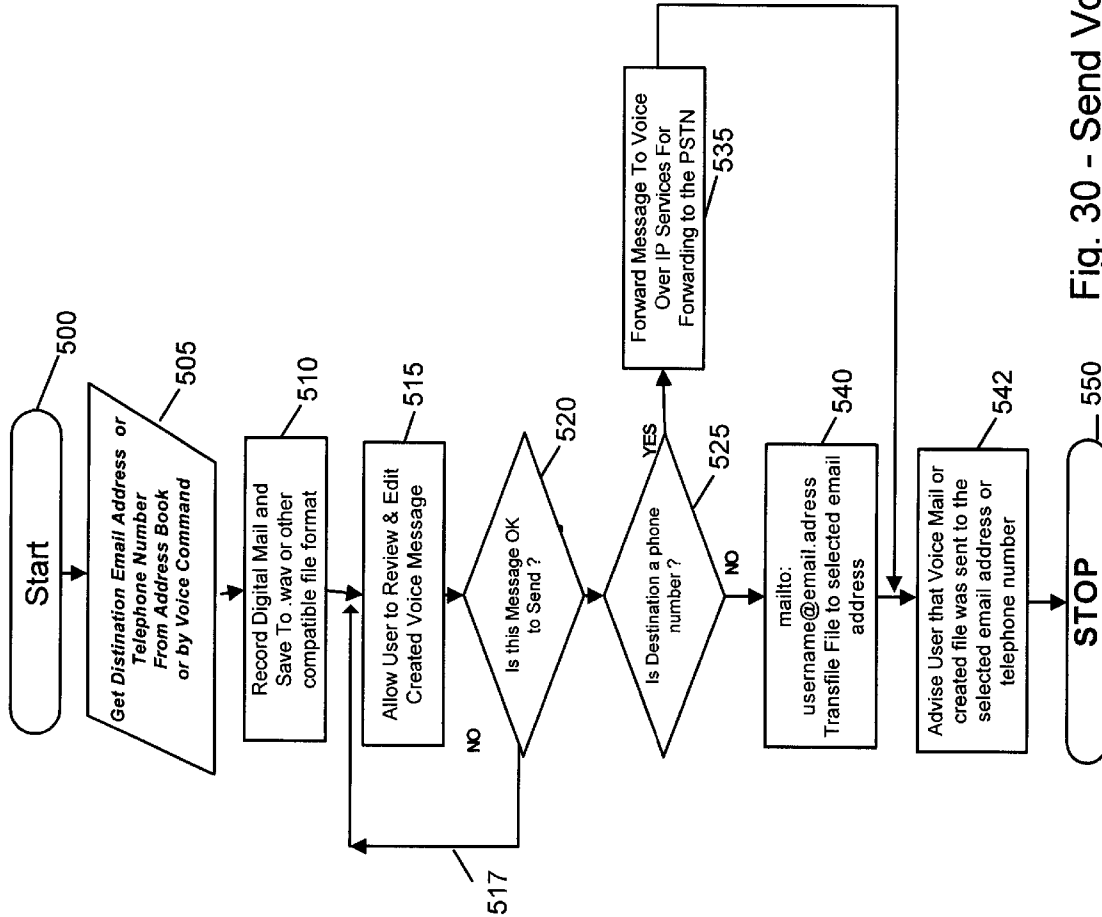 Start
500
Get Distination Email Address or
Telephone Number
From Address Book
or by Voice Command
505
Record Digital Mail and
Save To .wav or other
compatible file format
510
Allow User to Review & Edit
Created Voice Message
515
NO
517
Is this Message OK
to Send ?
520
Is Destination a phone
number ?
525
YES
Forward Message To Voice
Over IP Services For
Forwarding to the PSTN
535
NO
mailto:
username@email.address
Transfile File to selected email
address
540
Advise User that Voice Mail or
created file was sent to the
selected email address or
telephone number
542
STOP
550
Fig. 30 - Send